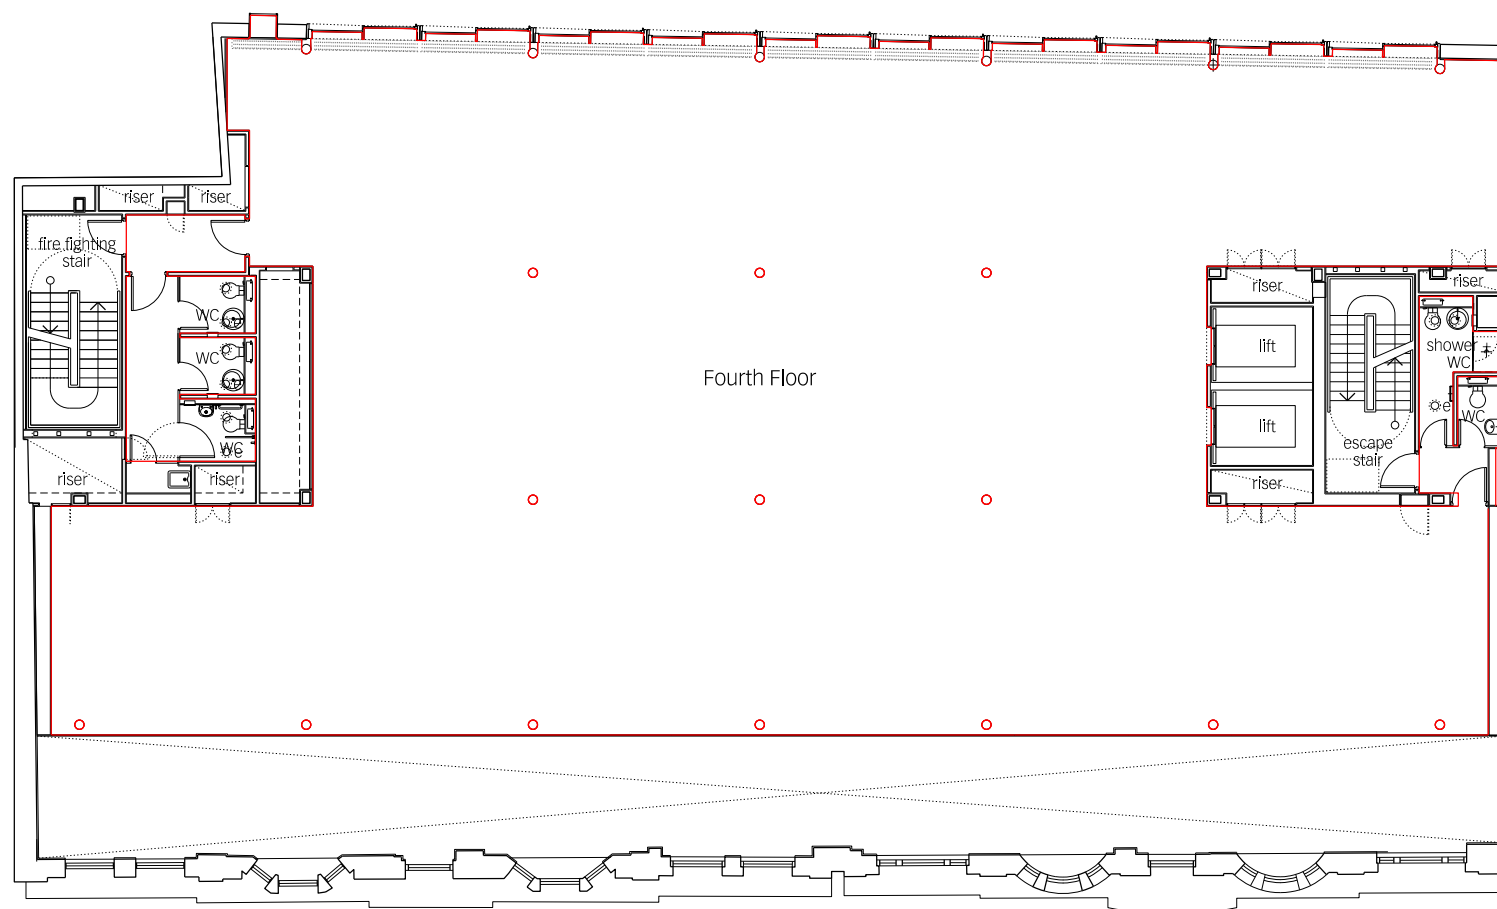 riser
riser
fire fighting
stair
WC
WC
WC
riser
riser
Fourth Floor
riser
lift
lift
riser
escape
stair
riser
shower
WC
e
WC